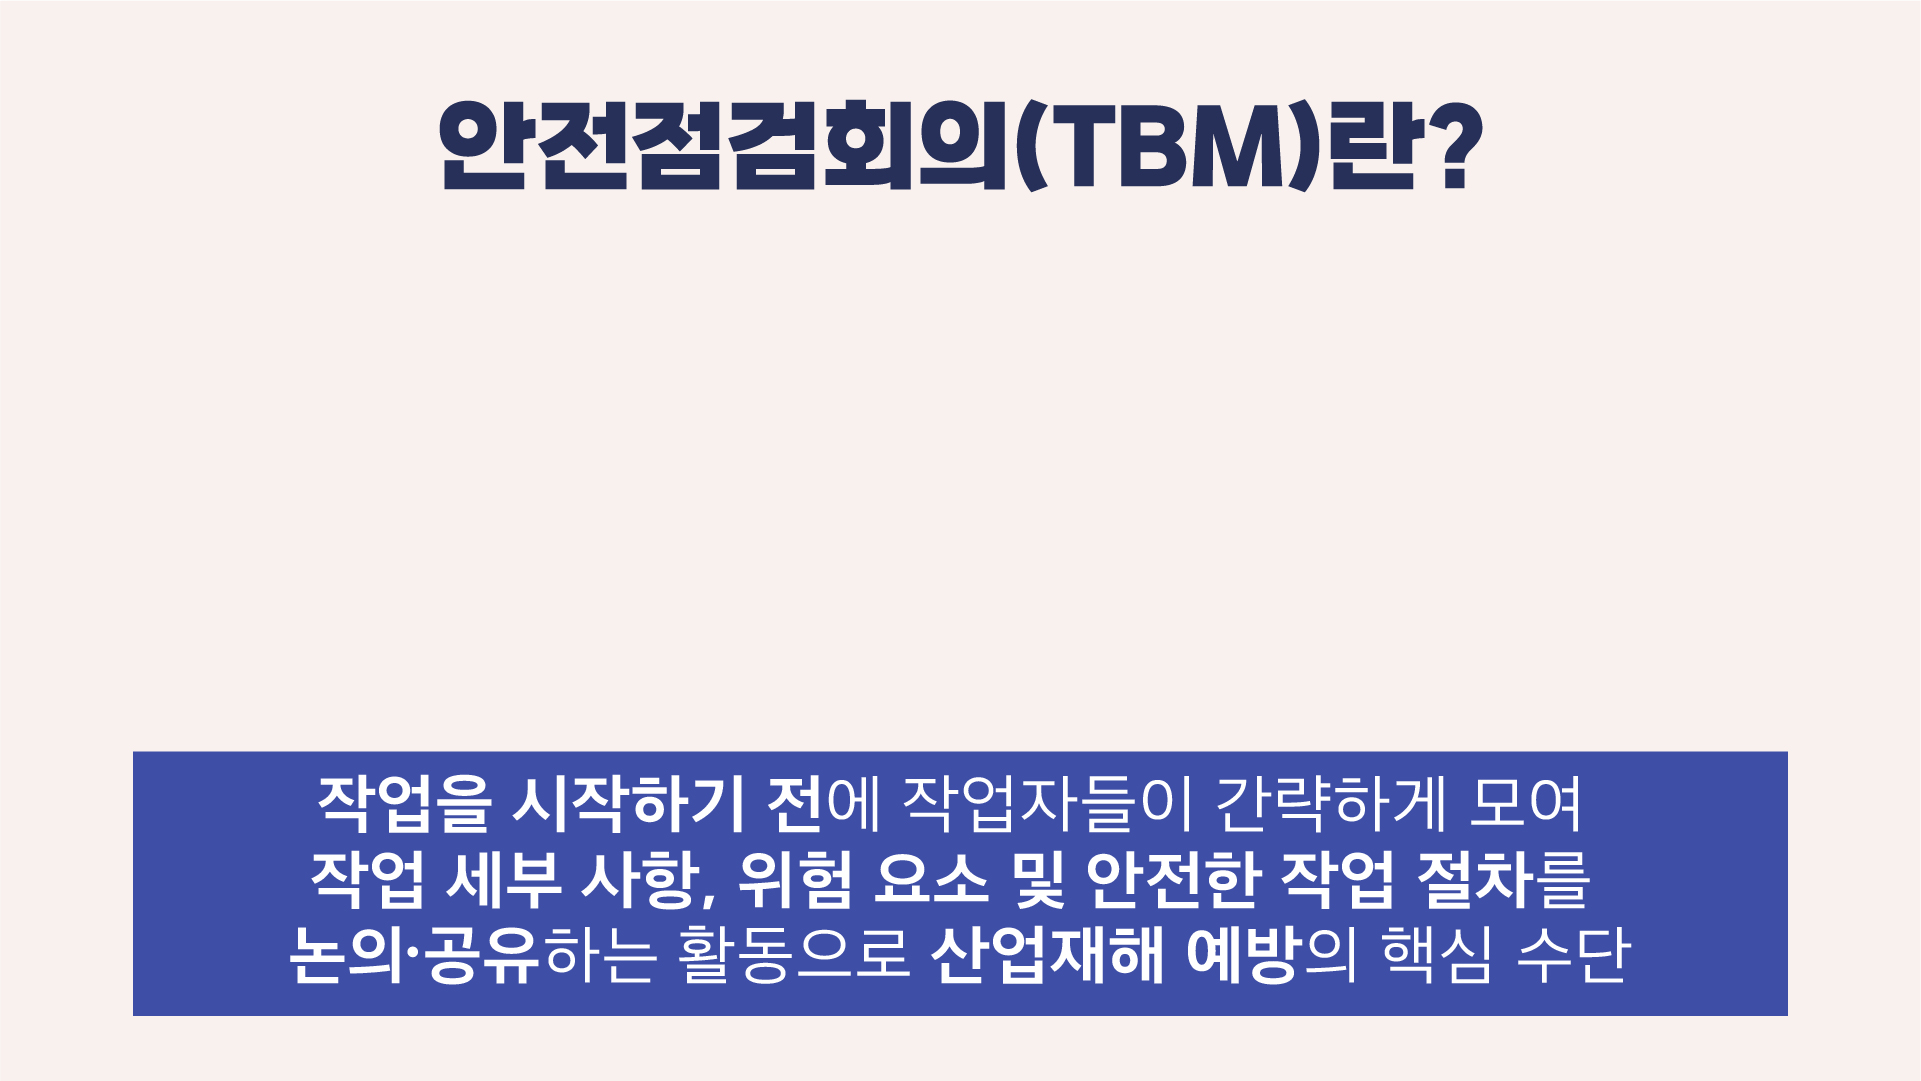 안전점검회의(TBM)란?
작업을 시작하기 전에 작업자들이 간략하게 모여
작업 세부 사항, 위험 요소 및 안전한 작업 절차를
논의·공유하는 활동으로 산업재해 예방의 핵심 수단